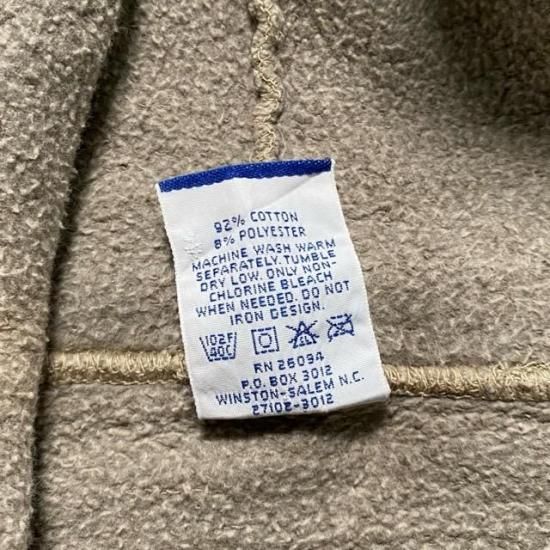 92% COTTON
8% POLYESTER
MACHINE WASH WARM
SEPARATELY. TUMBLE
DRY LOW. ONLY NON-
CHLORINE BLEACH
WHEN NEEDED. DO NOT
IRON DESIGN.
102F
40C
RN 26094
P.O. BOX 3012
WINSTON-SALEM N.C.
27102-3012